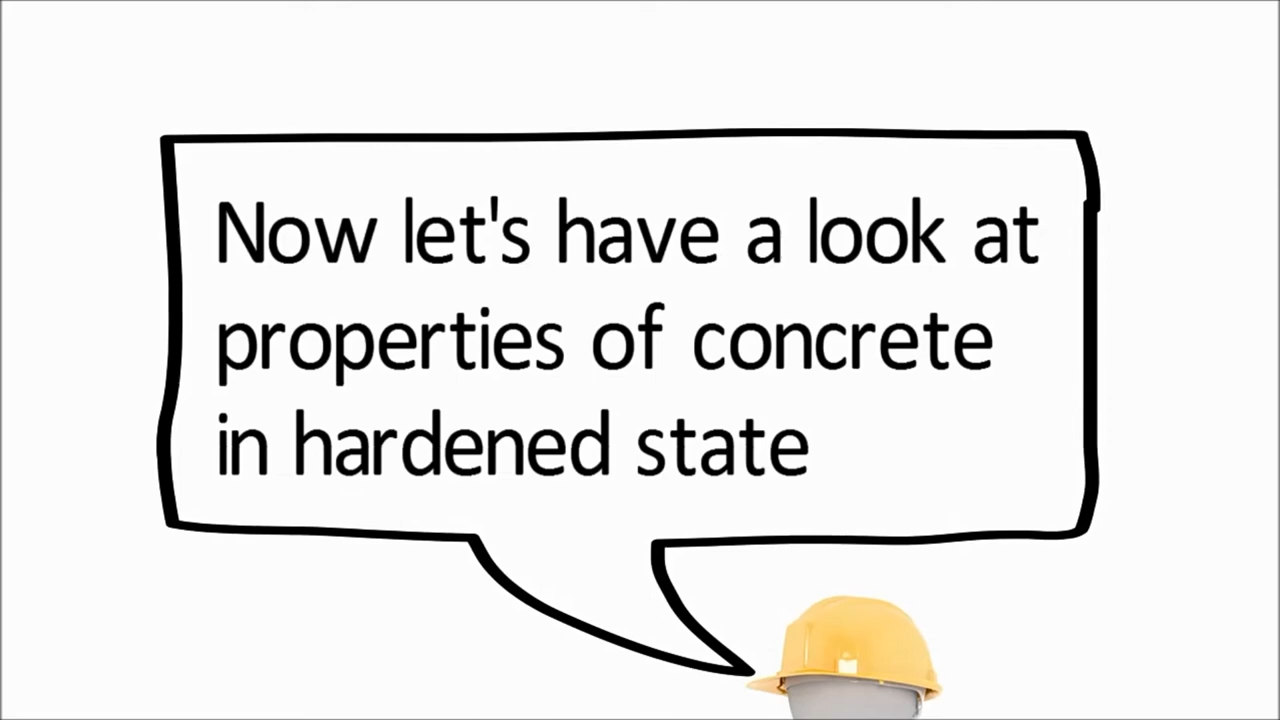 Now let's have a look at
properties of concrete
in hardened state